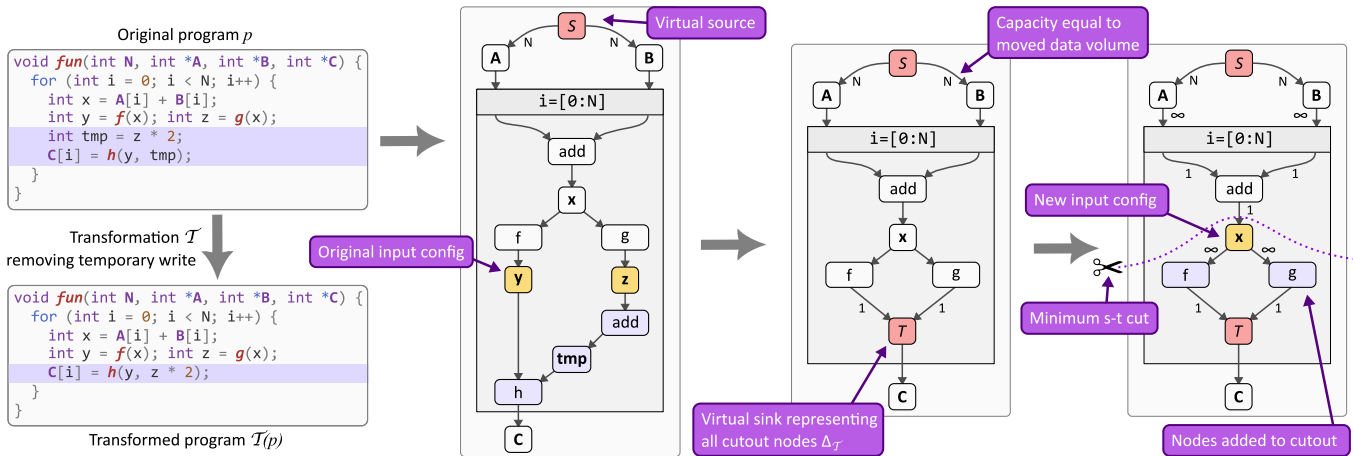 Original program p
void fun(int N, int *A, int *B, int *C) {
for (int i = 0; i < N; i++) {
int x = A[i] + B[i];
int y = f(x); int z = g(x);
int tmp = z * 2;
C[i] = h(y, tmp);
}
}
Transformation 𝒯
removing temporary write
void fun(int N, int *A, int *B, int *C) {
for (int i = 0; i < N; i++) {
int x = A[i] + B[i];
int y = f(x); int z = g(x);
C[i] = h(y, z * 2);
}
}
Transformed program 𝒯(p)
S
Virtual source
N
N
A
B
i=[0:N]
add
x
f
g
Original input config
y
z
add
tmp
h
C
Capacity equal to
moved data volume
S
N
N
A
B
i=[0:N]
add
x
f
g
1
1
T
C
Virtual sink representing
all cutout nodes Δ𝒯
S
N
N
A
B
∞
∞
i=[0:N]
1
1
add
1
New input config
x
∞
∞
f
g
Minimum s-t cut
1
1
T
C
Nodes added to cutout